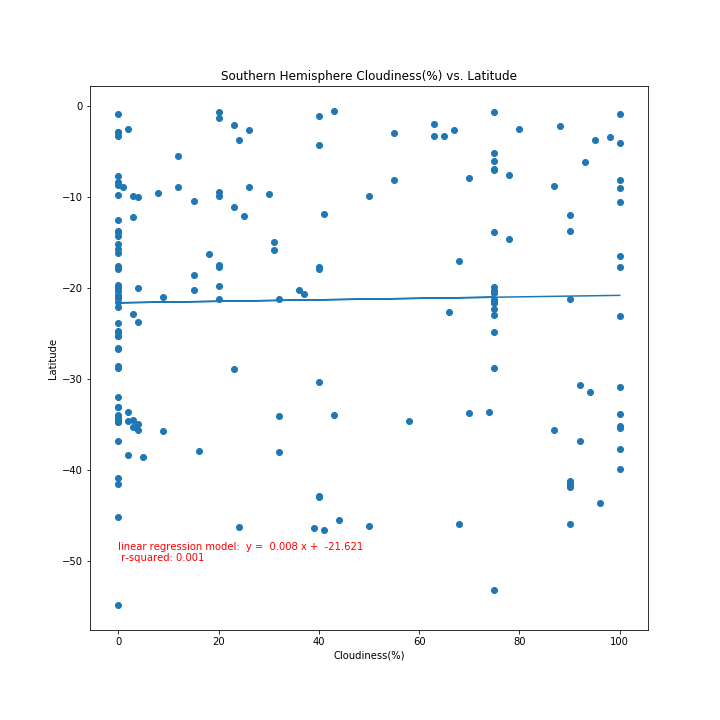 Southern Hemisphere Cloudiness(%) vs. Latitude
0
−10
−20
−30
−40
−50
Latitude
linear regression model:  y =  0.008 x +  -21.621
r-squared: 0.001
0 20 40 60 80 100
Cloudiness(%)